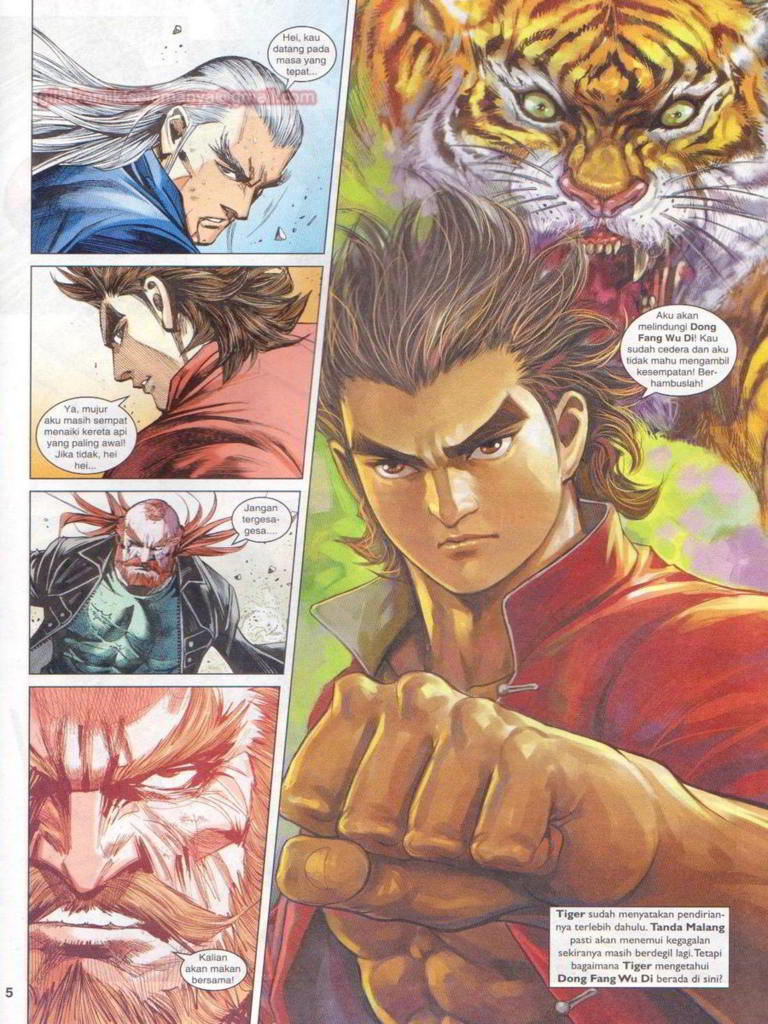 Hei, kau
datang pada
masa yang
tepat...
Ya, mujur
aku masih sempat
menaiki kereta api
yang paling awal!
Jika tidak, hei
hei...
Jangan
tergesa-
gesa....
Kalian
akan makan
bersama!
Aku akan
melindungi Dong
Fang Wu Di! Kau
sudah cedera dan aku
tidak mahu mengambil
kesempatan! Ber-
hambuslah!
Tiger sudah menyatakan pendirian-
nya terlebih dahulu. Tanda Malang
pasti akan menemui kegagalan
sekiranya masih berdegil lagi. Tetapi
bagaimana Tiger mengetahui
Dong Fang Wu Di berada di sini?
5